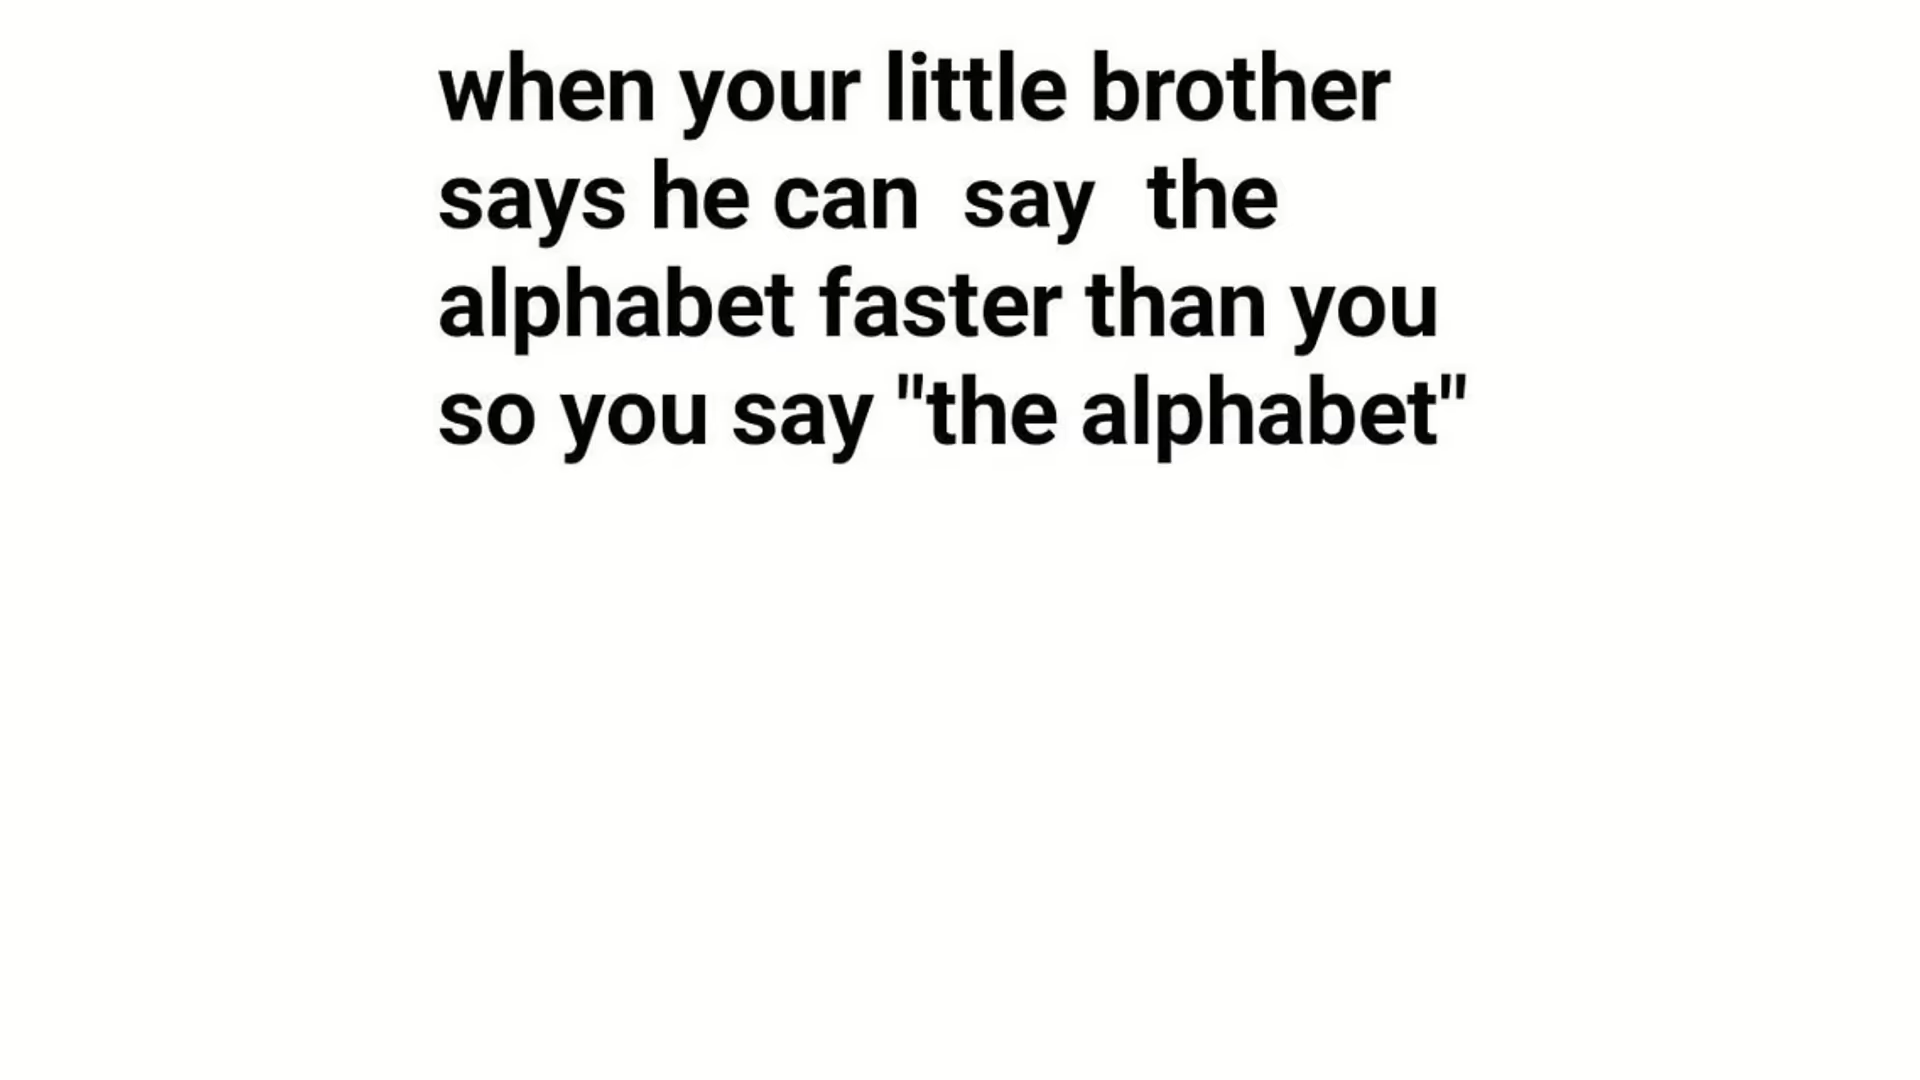 when your little brother
says he can say the
alphabet faster than you
so you say "the alphabet"